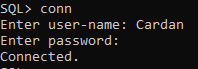 SQL> conn
Enter user-name: Cardan
Enter password:
Connected.